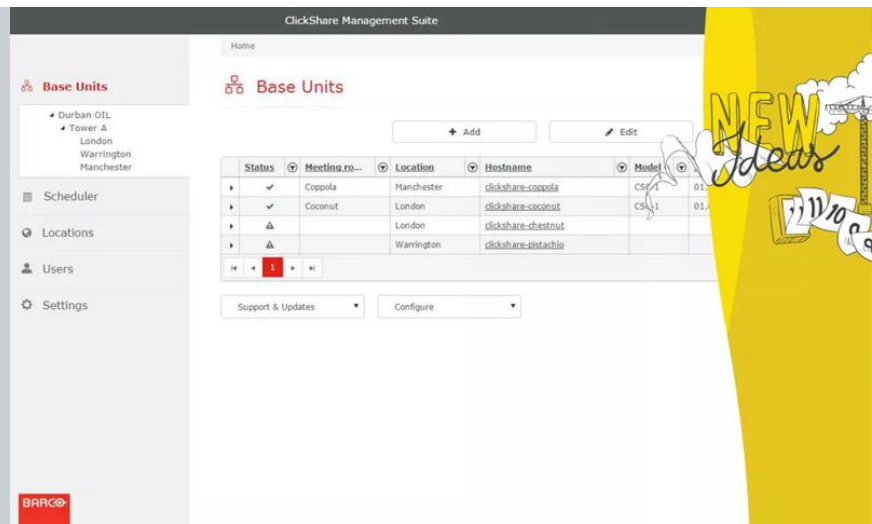 ClickShare Management Suite
Home
Base Units
Durban OIL
Tower A
London
Warrington
Manchester
Scheduler
Locations
Users
Settings
Base Units
+ Add
Edit
Status Meeting ro... Location Hostname Model
Coppola Manchester clickshare-coppola
Coconut London clickshare-coconut
London clickshare-chestnut
Warrington clickshare-pistachio
1
Support & Updates
Configure
NEW
Ideas
11 10
BARCO